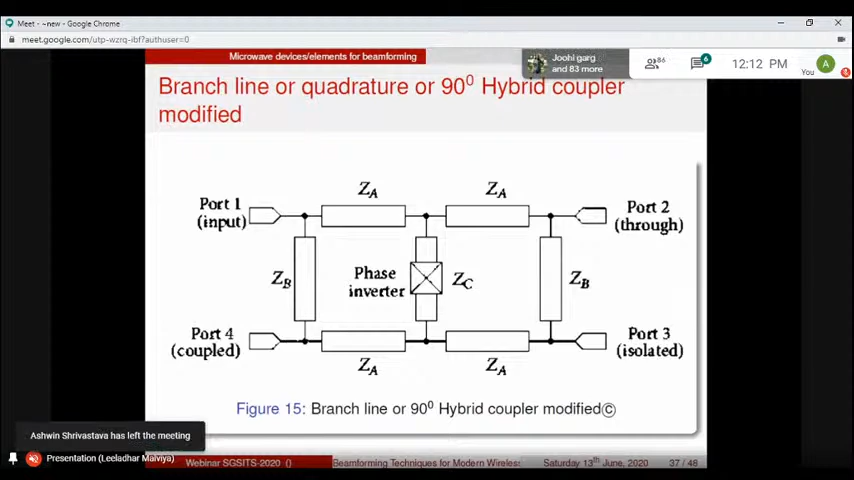 Meet - ~new - Google Chrome
meet.google.com/utp-wzrq-ibf?authuser=0
Microwave devices/elements for beamforming
Joohi garg
and 83 more
86
6
12:12 PM
You
A
Branch line or quadrature or 90⁰ Hybrid coupler
modified
Port 1
(input)
Z_A
Z_A
Port 2
(through)
Z_B
Phase
inverter
Z_C
Z_B
Port 4
(coupled)
Z_A
Z_A
Port 3
(isolated)
Figure 15: Branch line or 90⁰ Hybrid coupler modified©
Ashwin Shrivastava has left the meeting
Presentation (Leeladhar Malviya)
Webinar SGSITS-2020 ()
Beamforming Techniques for Modern Wireless
Saturday 13th June, 2020
37 / 48